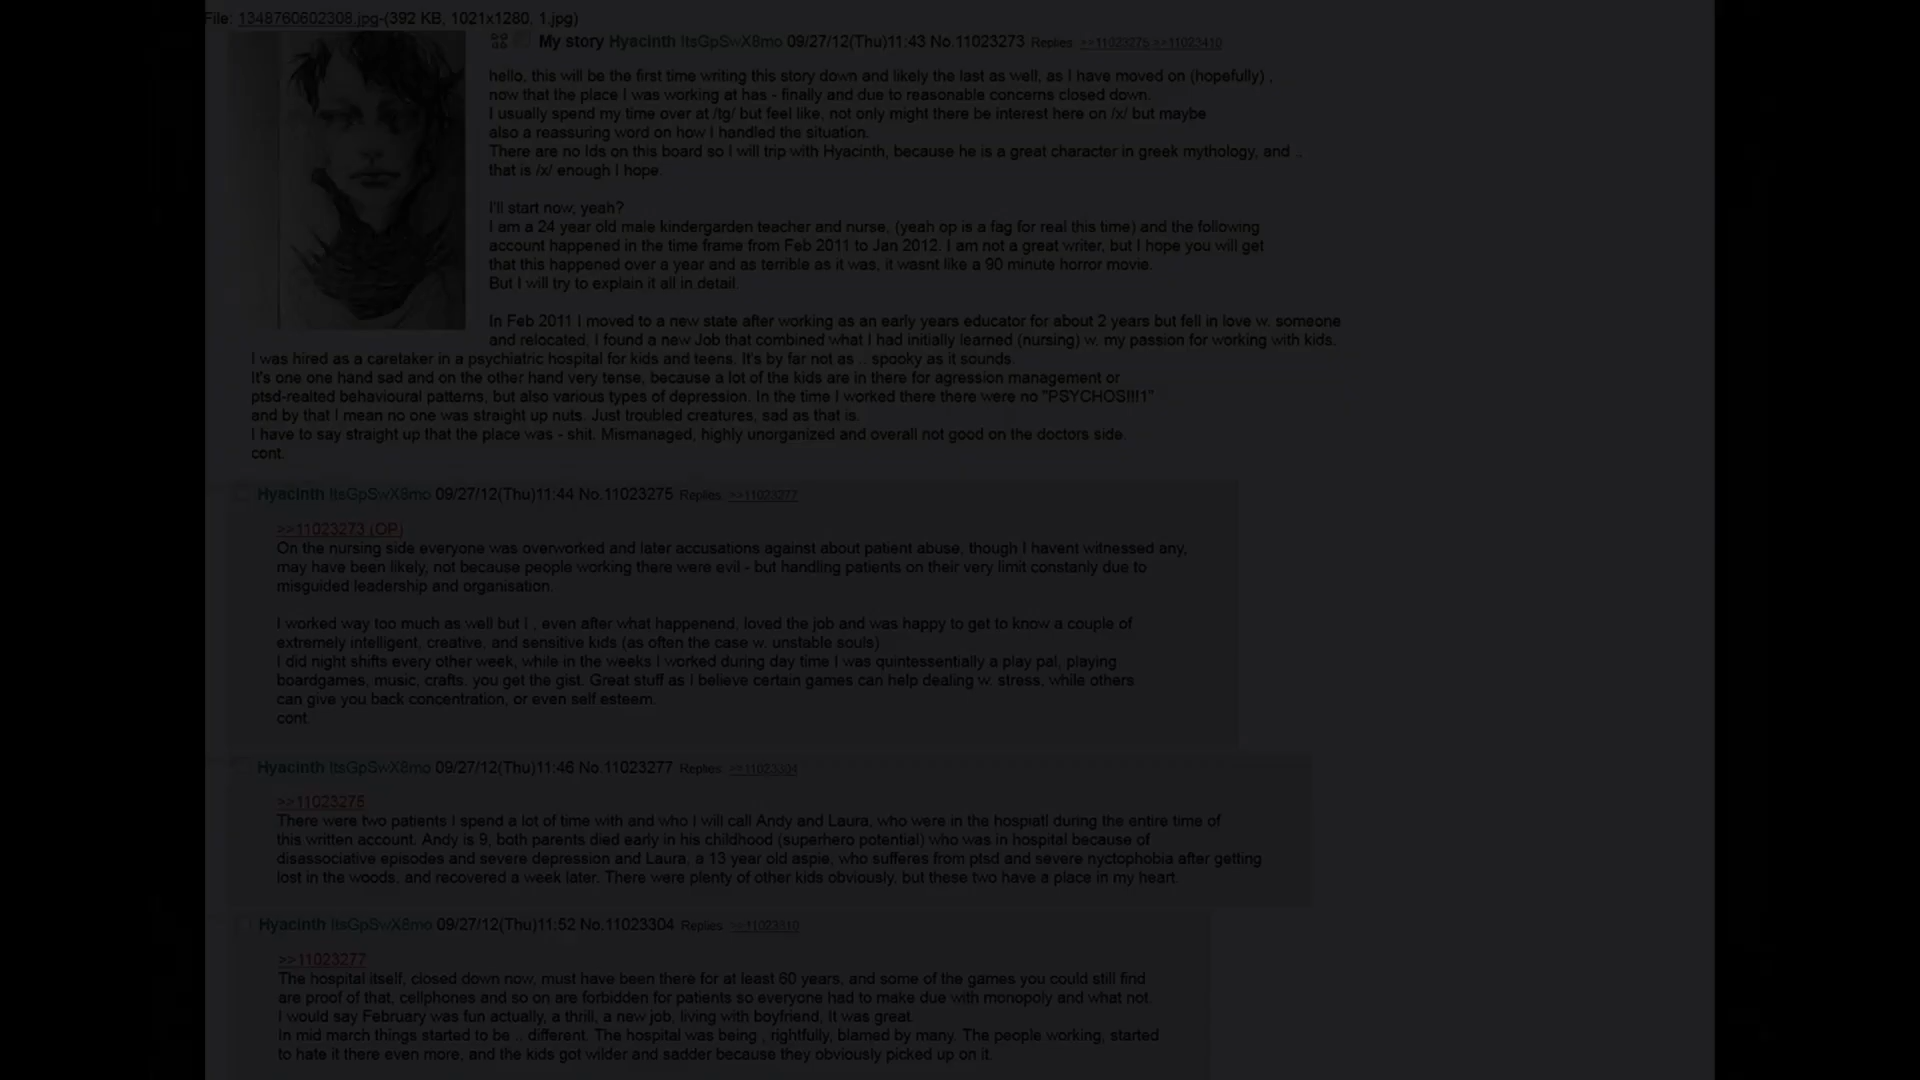 File: 1348760602308.jpg-(392 KB, 1021x1280, 1.jpg)
My story Hyacinth !tsGpSwX8mo 09/27/12(Thu)11:43 No.11023273 Replies: >>11023275 >>11023410
hello, this will be the first time writing this story down and likely the last as well, as I have moved on (hopefully) ,
now that the place I was working at has - finally and due to reasonable concerns closed down.
I usually spend my time over at /tg/ but feel like, not only might there be interest here on /x/ but maybe
also a reassuring word on how I handled the situation.
There are no Ids on this board so I will trip with Hyacinth, because he is a great character in greek mythology, and ..
that is /x/ enough I hope.
I'll start now, yeah?
I am a 24 year old male kindergarden teacher and nurse, (yeah op is a fag for real this time) and the following
account happened in the time frame from Feb 2011 to Jan 2012. I am not a great writer, but I hope you will get
that this happened over a year and as terrible as it was, it wasnt like a 90 minute horror movie.
But I will try to explain it all in detail.
In Feb 2011 I moved to a new state after working as an early years educator for about 2 years but fell in love w. someone
and relocated, I found a new Job that combined what I had initially learned (nursing) w. my passion for working with kids.
I was hired as a caretaker in a psychiatric hospital for kids and teens. It's by far not as .. spooky as it sounds.
It's one one hand sad and on the other hand very tense, because a lot of the kids are in there for agression management or
ptsd-realted behavioural patterns, but also various types of depression. In the time I worked there there were no "PSYCHOS!!!1"
and by that I mean no one was straight up nuts. Just troubled creatures, sad as that is.
I have to say straight up that the place was - shit. Mismanaged, highly unorganized and overall not good on the doctors side.
cont.
Hyacinth !tsGpSwX8mo 09/27/12(Thu)11:44 No.11023275 Replies: >>11023277
>>11023273 (OP)
On the nursing side everyone was overworked and later accusations against about patient abuse, though I havent witnessed any,
may have been likely, not because people working there were evil - but handling patients on their very limit constanly due to
misguided leadership and organisation.
I worked way too much as well but I , even after what happenend, loved the job and was happy to get to know a couple of
extremely intelligent, creative, and sensitive kids (as often the case w. unstable souls)
I did night shifts every other week, while in the weeks I worked during day time I was quintessentially a play pal, playing
boardgames, music, crafts, you get the gist. Great stuff as I believe certain games can help dealing w. stress, while others
can give you back concentration, or even self esteem.
cont.
Hyacinth !tsGpSwX8mo 09/27/12(Thu)11:46 No.11023277 Replies: >>11023304
>>11023275
There were two patients I spend a lot of time with and who I will call Andy and Laura, who were in the hospiatl during the entire time of
this written account. Andy is 9, both parents died early in his childhood (superhero potential) who was in hospital because of
disassociative episodes and severe depression and Laura, a 13 year old aspie, who sufferes from ptsd and severe nyctophobia after getting
lost in the woods, and recovered a week later. There were plenty of other kids obviously, but these two have a place in my heart.
Hyacinth !tsGpSwX8mo 09/27/12(Thu)11:52 No.11023304 Replies: >>11023310
>>11023277
The hospital itself, closed down now, must have been there for at least 60 years, and some of the games you could still find
are proof of that, cellphones and so on are forbidden for patients so everyone had to make due with monopoly and what not.
I would say February was fun actually, a thrill, a new job, living with boyfriend, It was great.
In mid march things started to be .. different. The hospital was being , rightfully, blamed by many. The people working, started
to hate it there even more, and the kids got wilder and sadder because they obviously picked up on it.